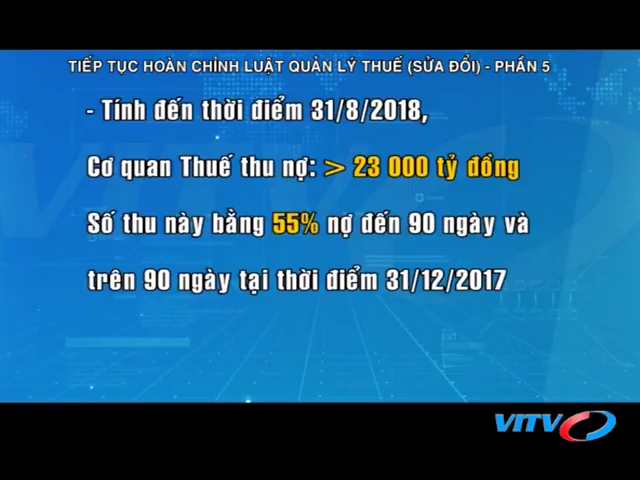 TIẾP TỤC HOÀN CHỈNH LUẬT QUẢN LÝ THUẾ (SỬA ĐỔI) - PHẦN 5
- Tính đến thời điểm 31/8/2018,
Cơ quan Thuế thu nợ: > 23 000 tỷ đồng
Số thu này bằng 55% nợ đến 90 ngày và
trên 90 ngày tại thời điểm 31/12/2017
VITV